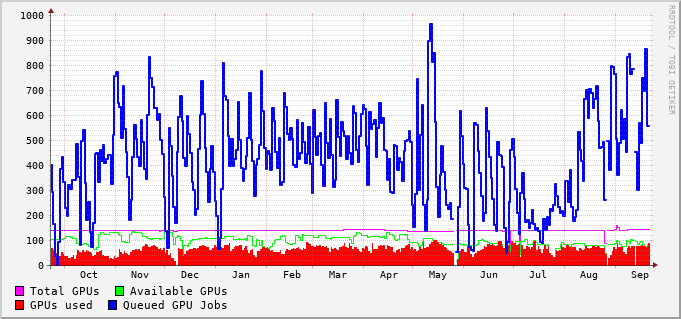 1000
900
800
700
600
500
400
300
200
100
0
Oct Nov Dec Jan Feb Mar Apr May Jun Jul Aug Sep
RRDTOOL / TOBI OETIKER
Total GPUs Available GPUs
GPUs used Queued GPU Jobs